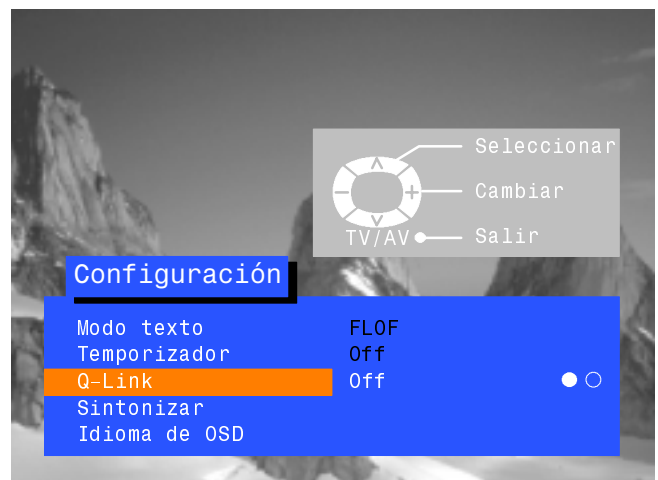 Seleccionar
Cambiar
TV/AV Salir
Configuración
Modo texto FLOF
Temporizador Off
Q-Link Off
Sintonizar
Idioma de OSD